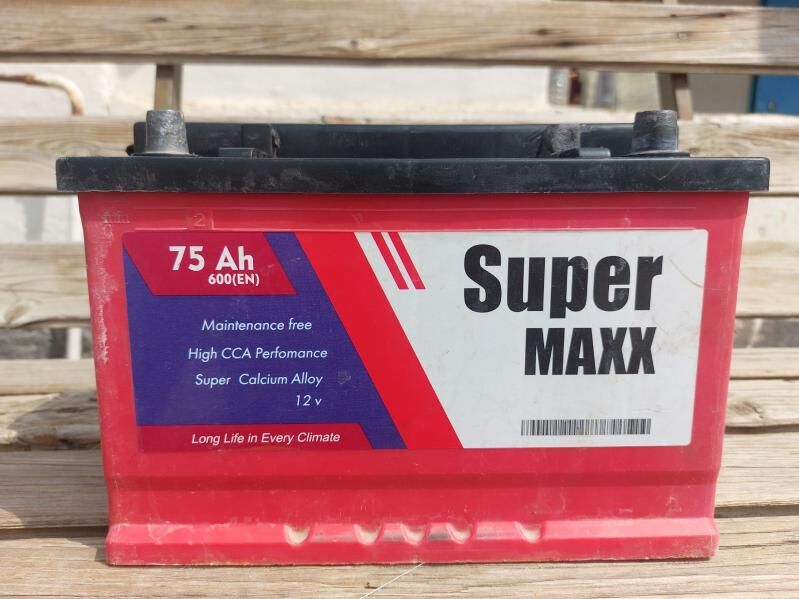 75 Ah
600(EN)
Maintenance free
High CCA Perfomance
Super Calcium Alloy
12 v
Long Life in Every Climate
Super
MAXX